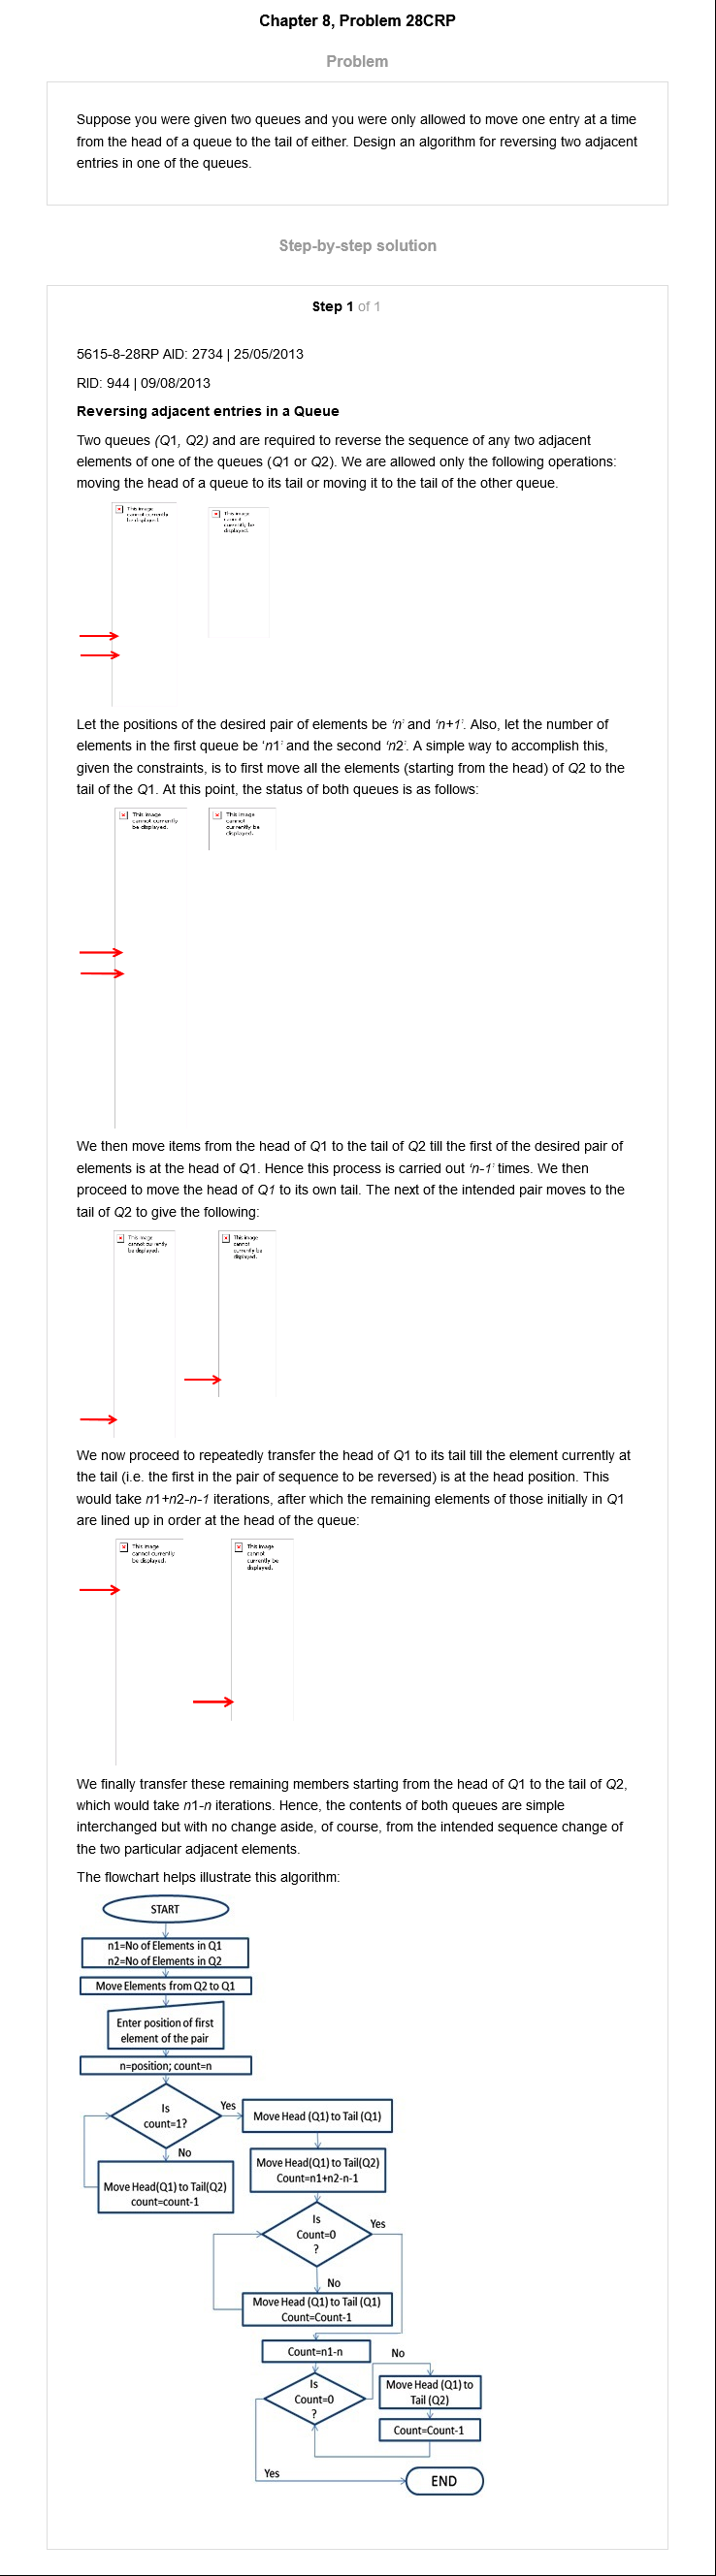 Chapter 8, Problem 28CRP
Problem
Suppose you were given two queues and you were only allowed to move one entry at a time
from the head of a queue to the tail of either. Design an algorithm for reversing two adjacent
entries in one of the queues.
Step-by-step solution
Step 1 of 1
5615-8-28RP AID: 2734 | 25/05/2013
RID: 944 | 09/08/2013
Reversing adjacent entries in a Queue
Two queues (Q1, Q2) and are required to reverse the sequence of any two adjacent
elements of one of the queues (Q1 or Q2). We are allowed only the following operations:
moving the head of a queue to its tail or moving it to the tail of the other queue.
This image
cannot currently
be displayed.
This image
cannot
currently be
displayed.
Let the positions of the desired pair of elements be 'n' and 'n+1'. Also, let the number of
elements in the first queue be 'n1' and the second 'n2'. A simple way to accomplish this,
given the constraints, is to first move all the elements (starting from the head) of Q2 to the
tail of the Q1. At this point, the status of both queues is as follows:
This image
cannot currently
be displayed.
This image
cannot
currently be
displayed.
We then move items from the head of Q1 to the tail of Q2 till the first of the desired pair of
elements is at the head of Q1. Hence this process is carried out 'n-1' times. We then
proceed to move the head of Q1 to its own tail. The next of the intended pair moves to the
tail of Q2 to give the following:
This image
cannot currently
be displayed.
This image
cannot
currently be
displayed.
We now proceed to repeatedly transfer the head of Q1 to its tail till the element currently at
the tail (i.e. the first in the pair of sequence to be reversed) is at the head position. This
would take n1+n2-n-1 iterations, after which the remaining elements of those initially in Q1
are lined up in order at the head of the queue:
This image
cannot currently
be displayed.
This image
cannot
currently be
displayed.
We finally transfer these remaining members starting from the head of Q1 to the tail of Q2,
which would take n1-n iterations. Hence, the contents of both queues are simple
interchanged but with no change aside, of course, from the intended sequence change of
the two particular adjacent elements.
The flowchart helps illustrate this algorithm:
START
n1=No of Elements in Q1
n2=No of Elements in Q2
Move Elements from Q2 to Q1
Enter position of first
element of the pair
n=position; count=n
Is
count=1?
Yes
Move Head (Q1) to Tail (Q1)
No
Move Head(Q1) to Tail(Q2)
count=count-1
Move Head(Q1) to Tail(Q2)
Count=n1+n2-n-1
Is
Count=0
?
Yes
No
Move Head (Q1) to Tail (Q1)
Count=Count-1
Count=n1-n
No
Is
Count=0
?
Move Head (Q1) to
Tail (Q2)
Count=Count-1
Yes
END